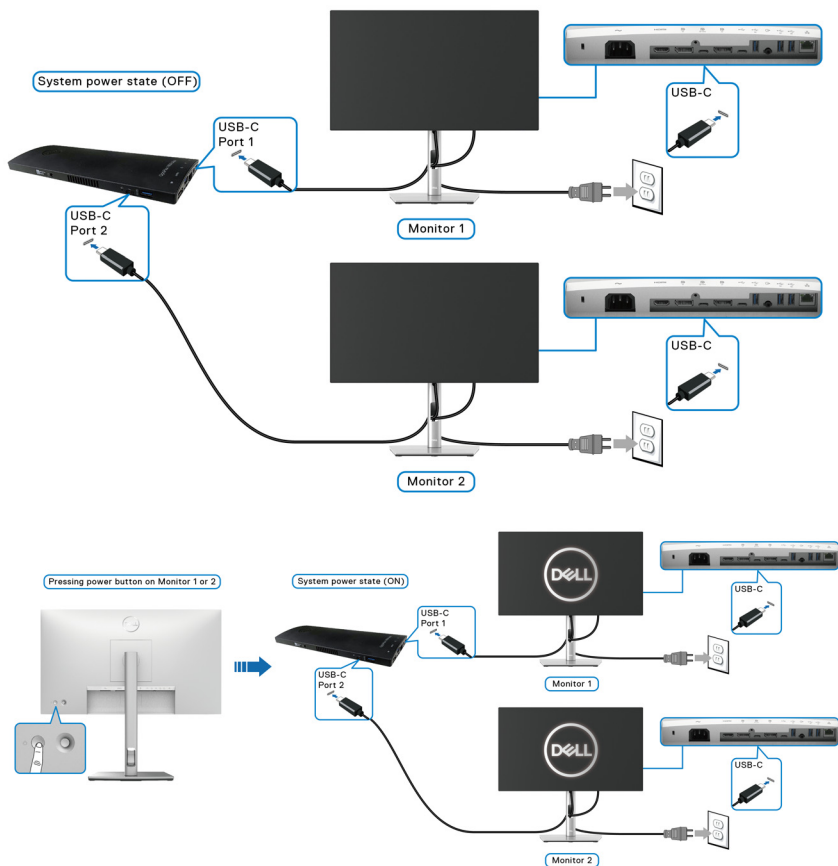 System power state (OFF)
USB-C
Port 1
USB-C
Monitor 1
USB-C
Port 2
USB-C
Monitor 2
Pressing power button on Monitor 1 or 2
System power state (ON)
DELL
USB-C
USB-C
Port 1
Monitor 1
USB-C
Port 2
DELL
USB-C
Monitor 2